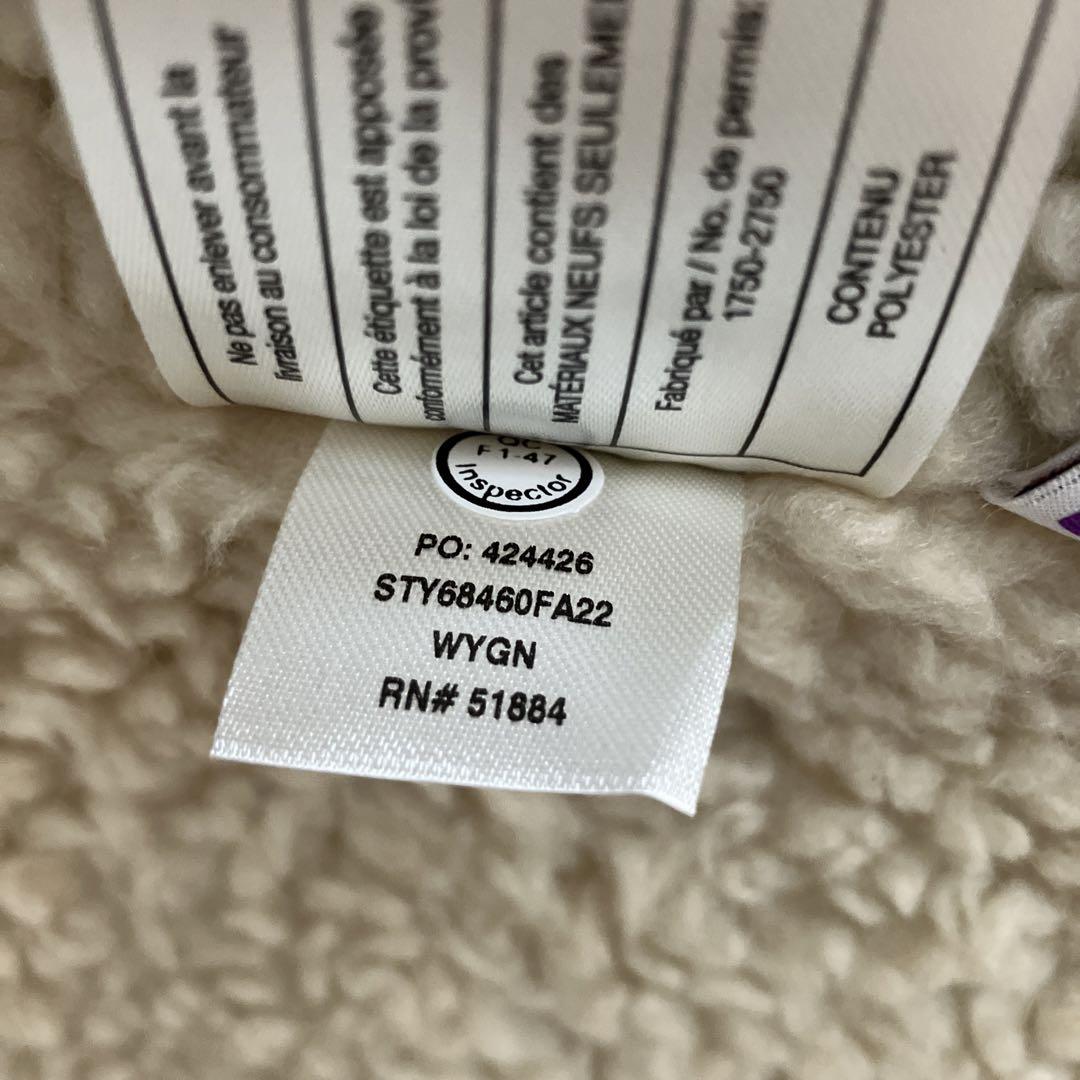 Ne pas enlever avant la
livraison au consommateur
Cette étiquette est apposée
conformément à la loi de la
Cet article contient des
MATÉRIAUX NEUFS
Fabriqué par / No. de permis:
1750-2750
CONTENU
POLYESTER
QC
F1-47
Inspector
PO: 424426
STY68460FA22
WYGN
RN# 51884